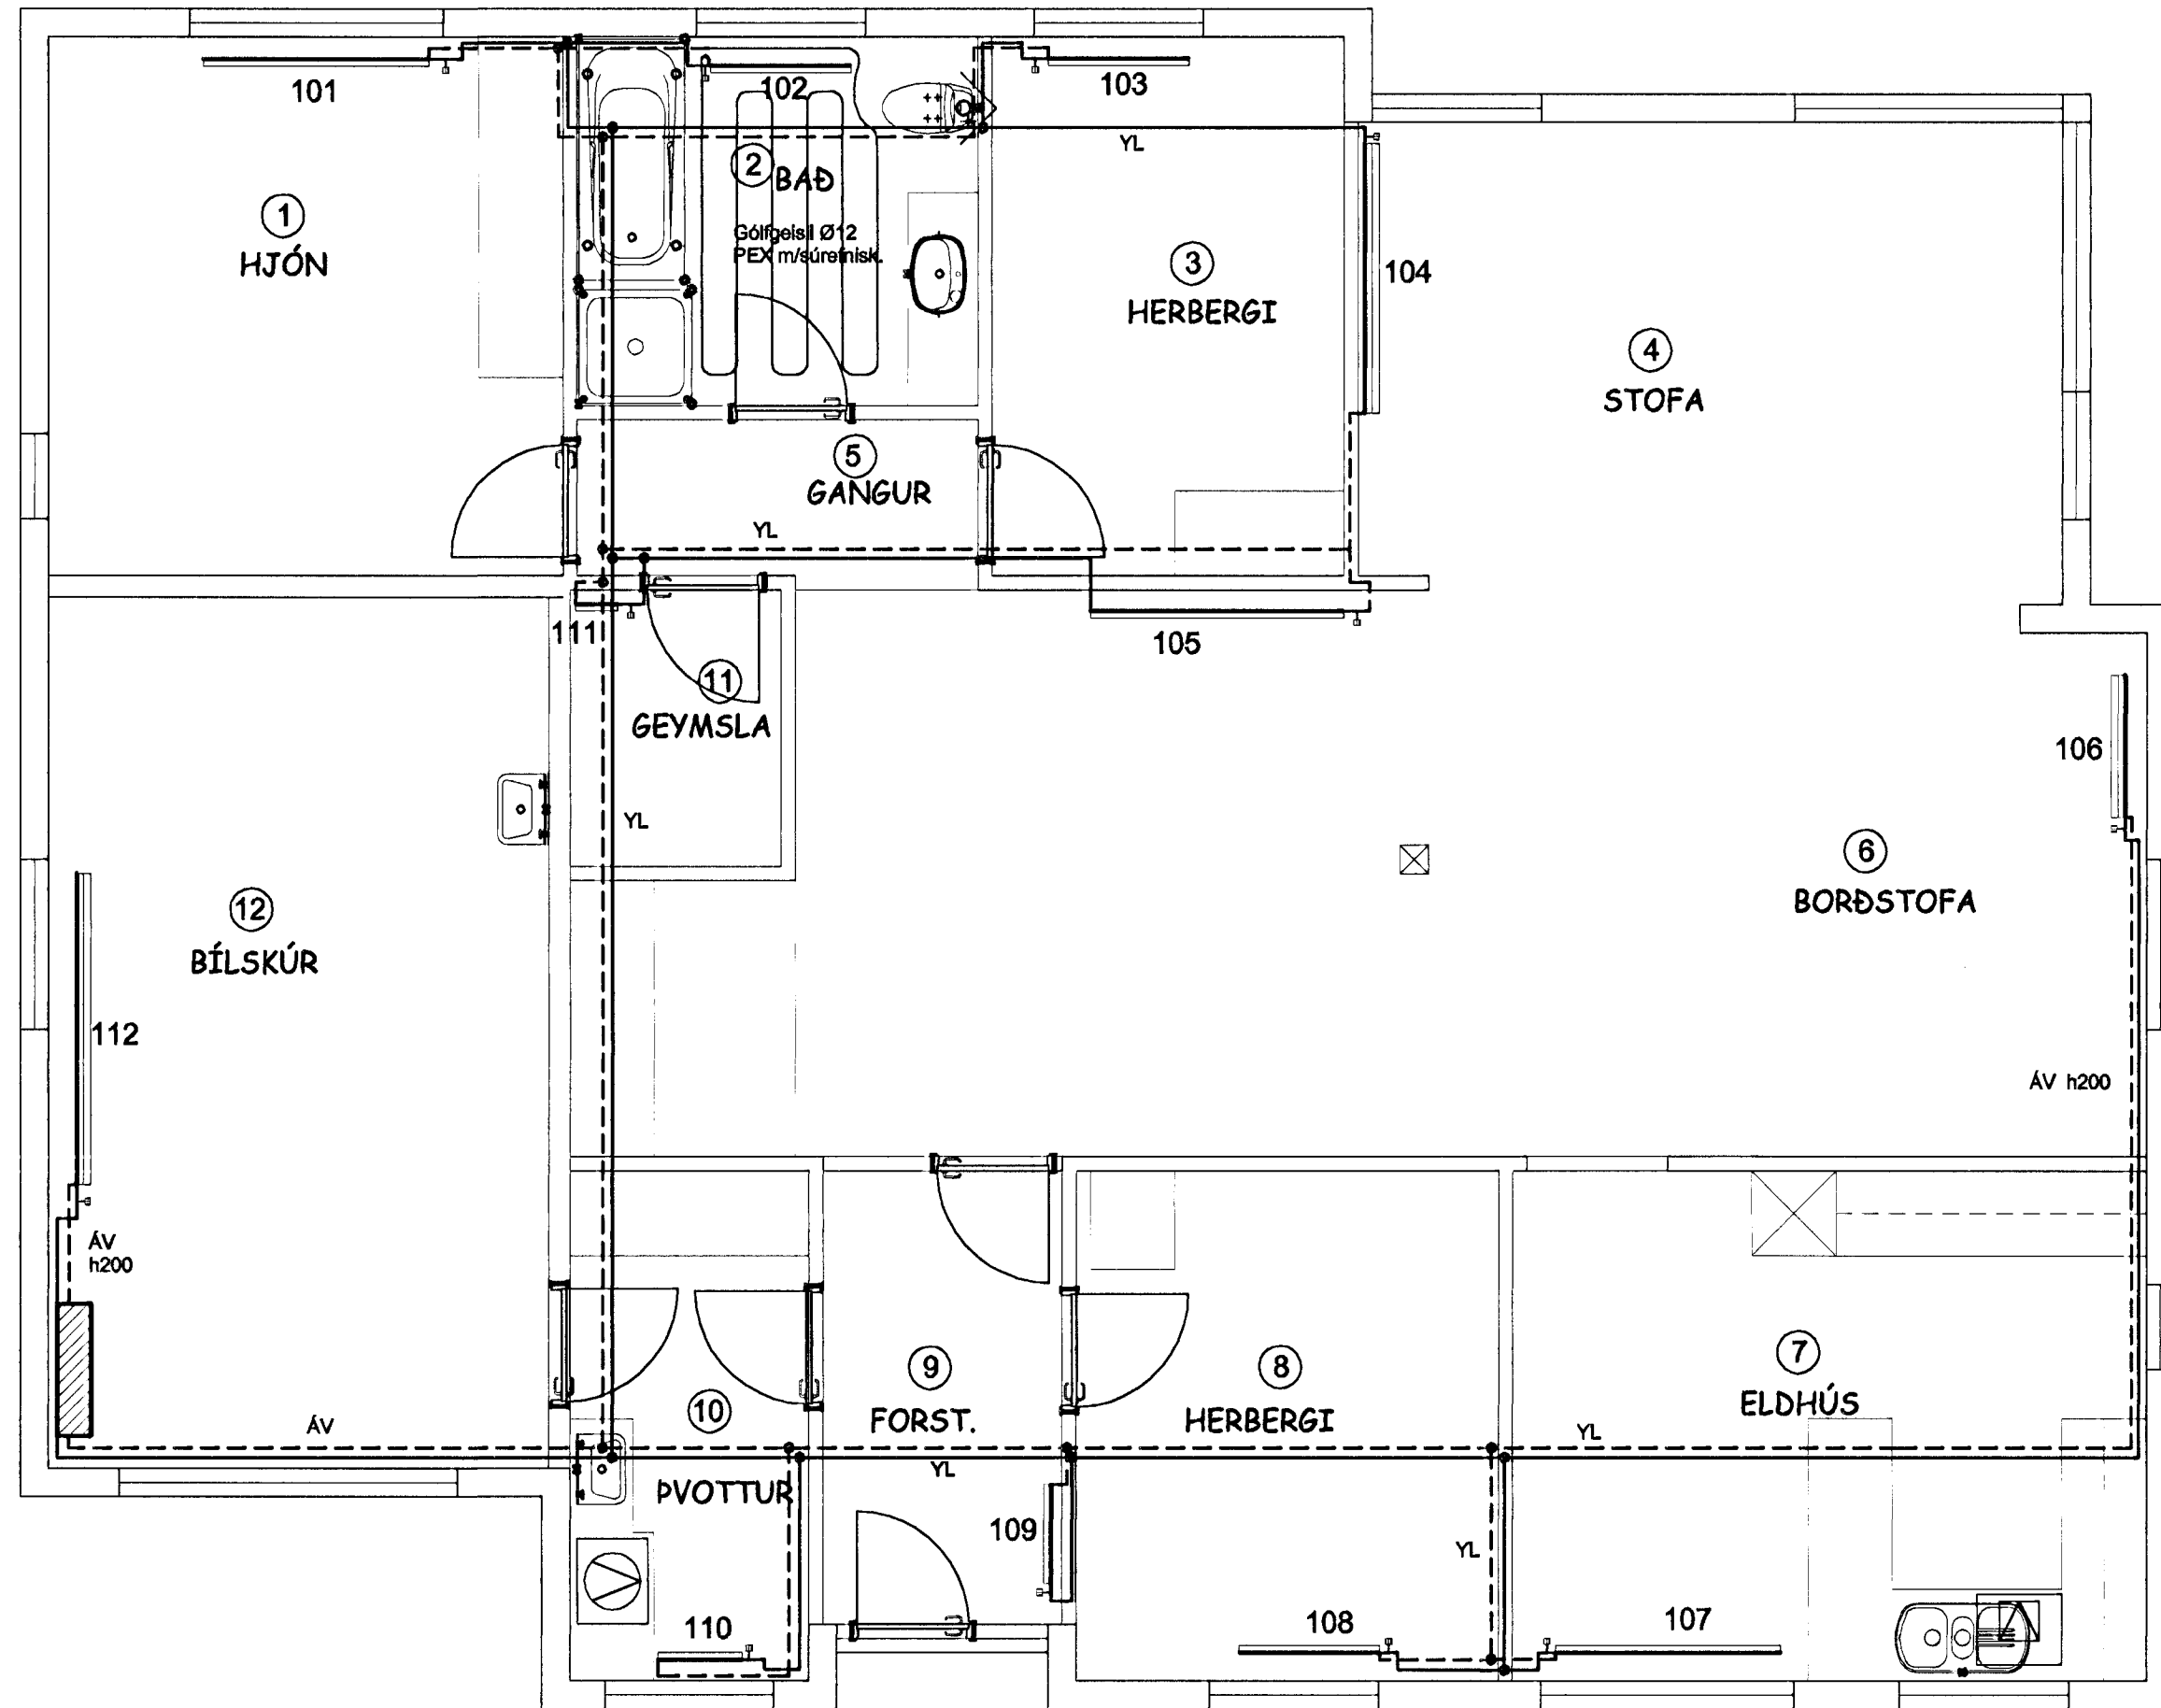 101
102
103
YL
2
BAÐ
1
HJÓN
Gólfgeisl Ø12
PEX m/súrefnisk.
3
HERBERGI
104
4
STOFA
5
GANGUR
YL
111
105
11
GEYMSLA
106
YL
6
BORÐSTOFA
12
BÍLSKÚR
112
ÁV h200
ÁV
h200
7
ELDHÚS
9
FORST.
8
HERBERGI
10
ÁV
YL
YL
ÞVOTTUR
109
YL
110
108
107